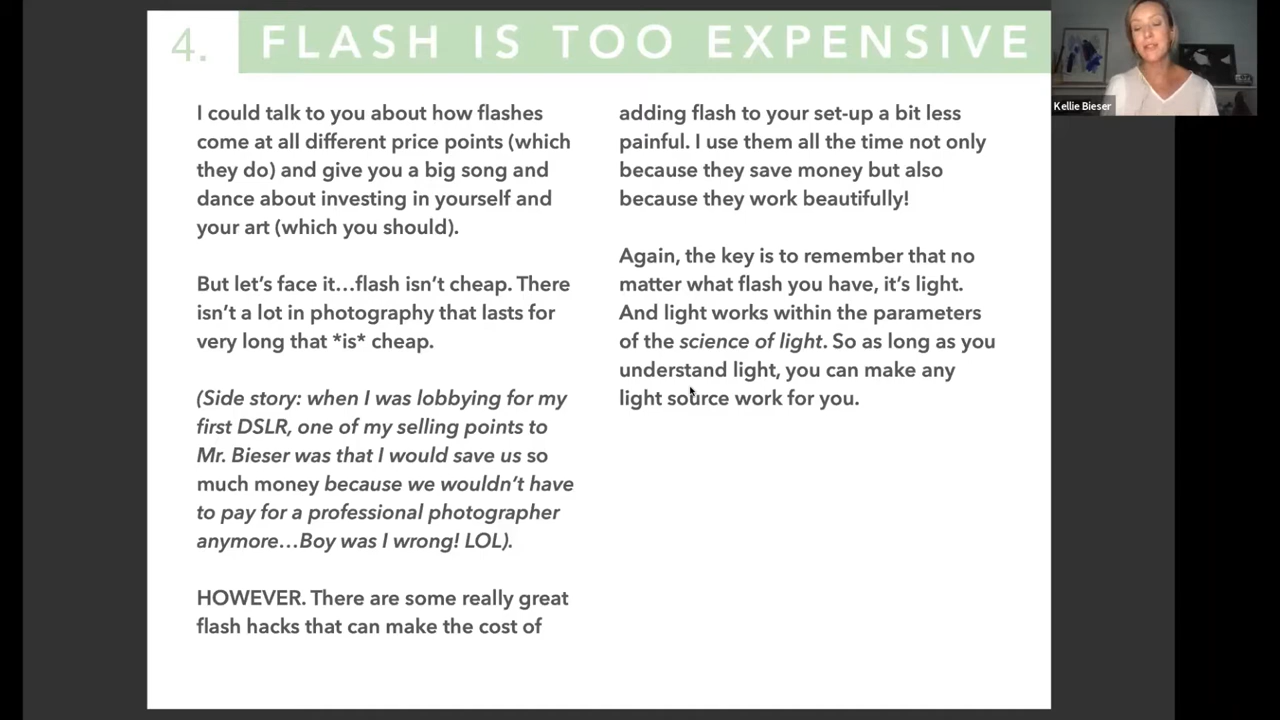 4. FLASH IS TOO EXPENSIVE
Kellie Bieser
I could talk to you about how flashes
come at all different price points (which
they do) and give you a big song and
dance about investing in yourself and
your art (which you should).
But let’s face it…flash isn’t cheap. There
isn’t a lot in photography that lasts for
very long that *is* cheap.
(Side story: when I was lobbying for my
first DSLR, one of my selling points to
Mr. Bieser was that I would save us so
much money because we wouldn’t have
to pay for a professional photographer
anymore…Boy was I wrong! LOL).
HOWEVER. There are some really great
flash hacks that can make the cost of
adding flash to your set-up a bit less
painful. I use them all the time not only
because they save money but also
because they work beautifully!
Again, the key is to remember that no
matter what flash you have, it’s light.
And light works within the parameters
of the science of light. So as long as you
understand light, you can make any
light source work for you.